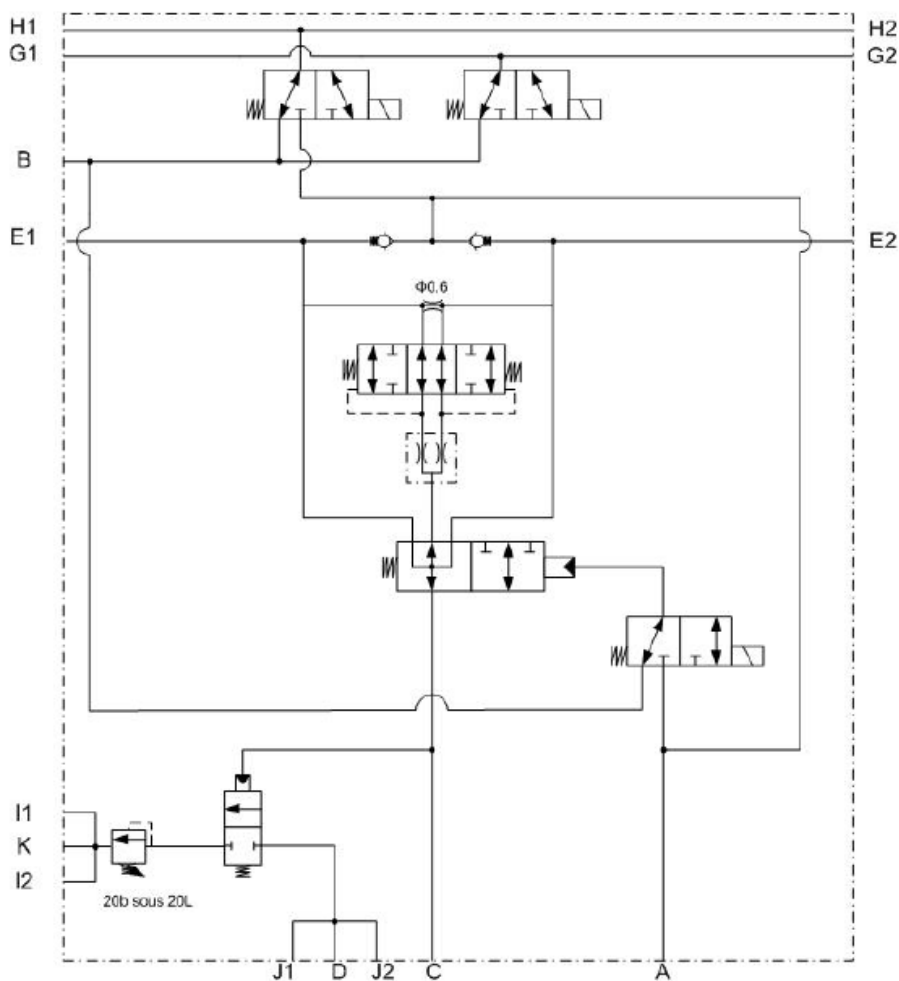 H1 H2
G1 G2
B
E1 E2
Φ0.6
I1
K
I2
20b sous 20L
J1 D J2 C A